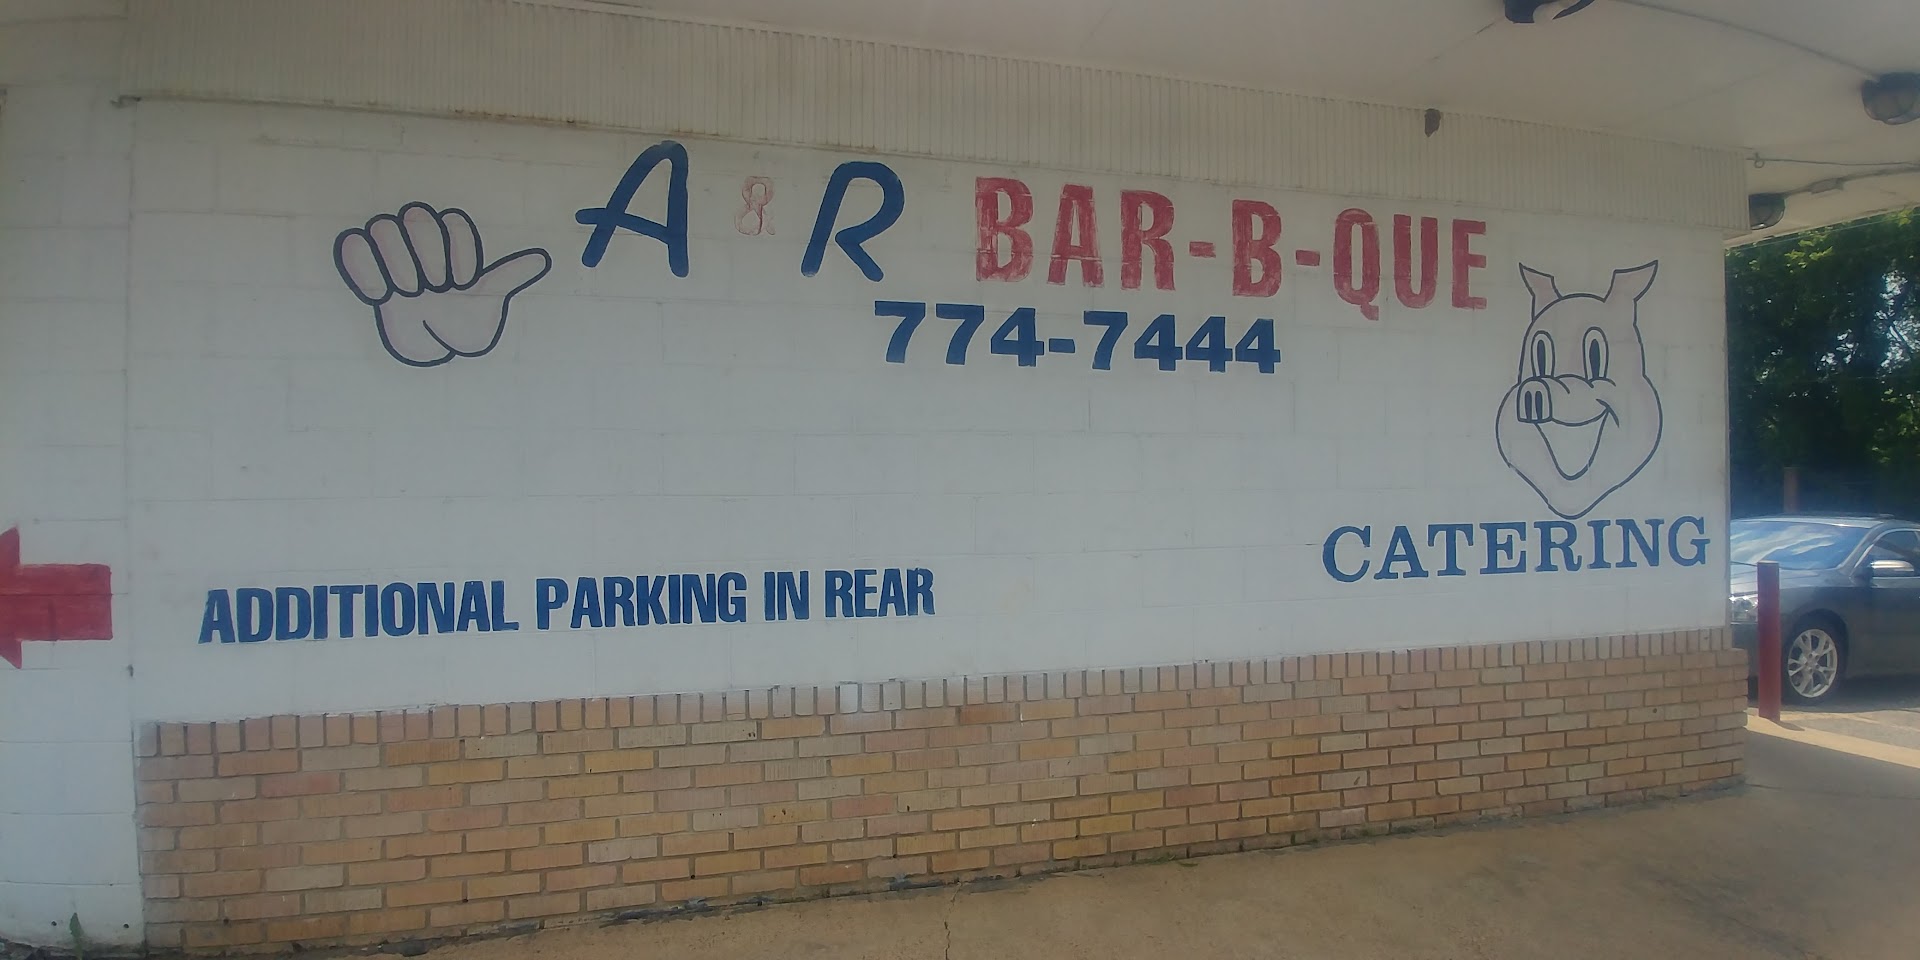 A & R BAR-B-QUE
774-7444
CATERING
ADDITIONAL PARKING IN REAR